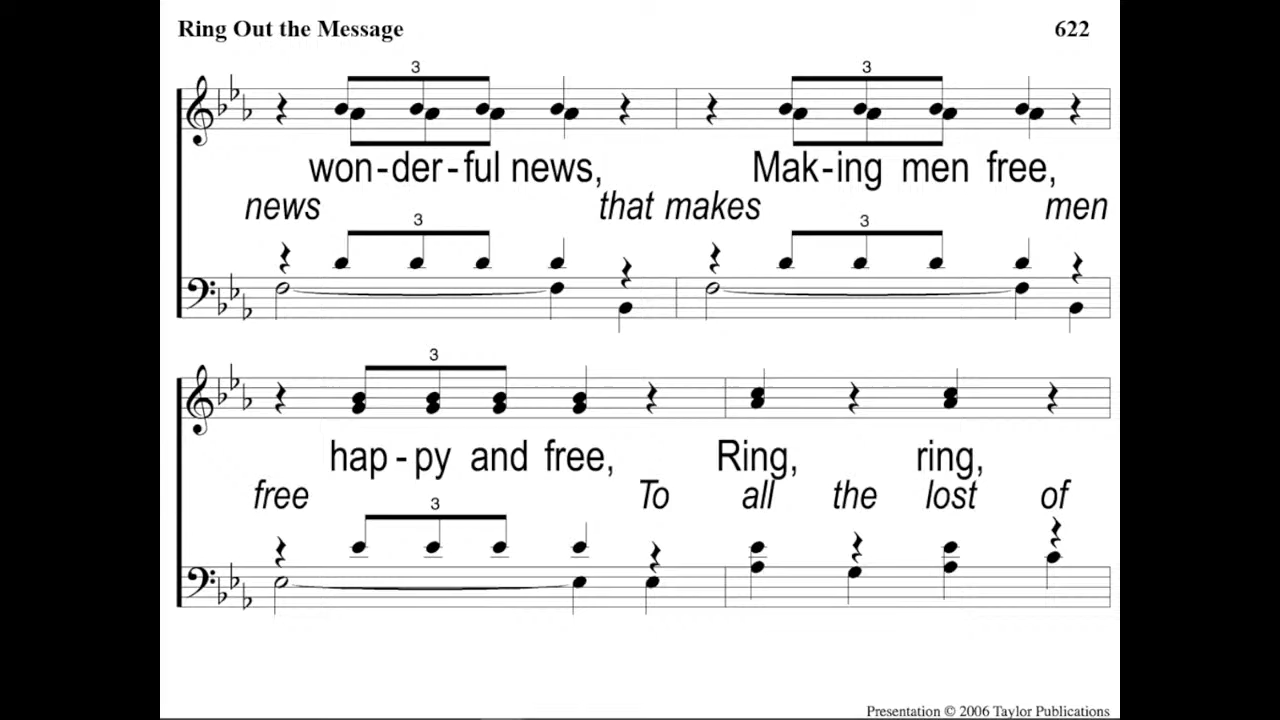 Ring Out the Message 622
3 3
won-der-ful news, Mak-ing men free,
news that makes men
3 3
3
hap-py and free, Ring, ring,
free To all the lost of
3
Presentation © 2006 Taylor Publications